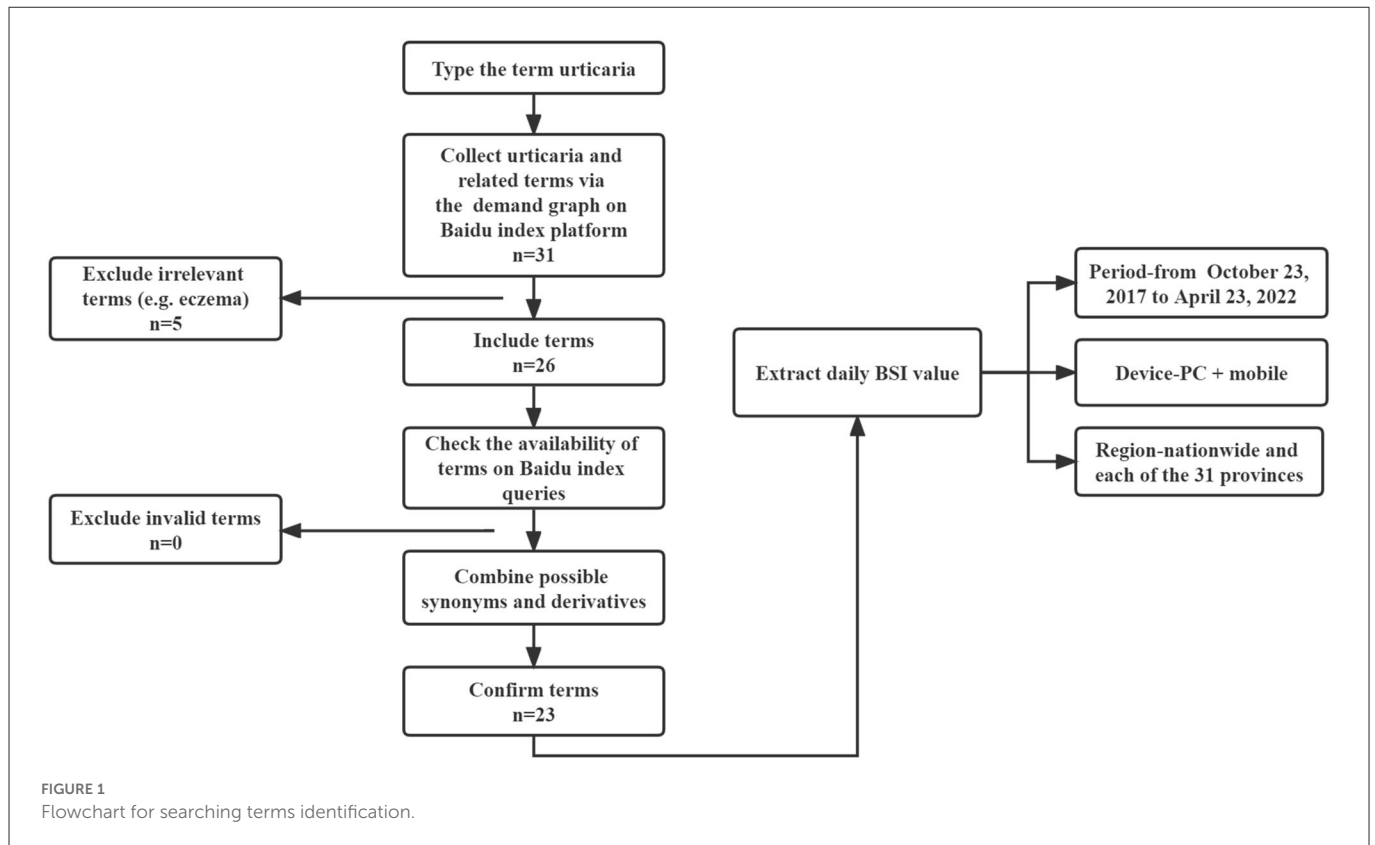 Type the term urticaria
Collect urticaria and
related terms via
the demand graph on
Baidu index platform
n=31
Exclude irrelevant
terms (e.g. eczema)
n=5
Include terms
n=26
Check the availability of
terms on Baidu index
queries
Exclude invalid terms
n=0
Combine possible
synonyms and derivatives
Confirm terms
n=23
Extract daily BSI value
Period-from October 23,
2017 to April 23, 2022
Device-PC + mobile
Region-nationwide and
each of the 31 provinces
FIGURE 1
Flowchart for searching terms identification.